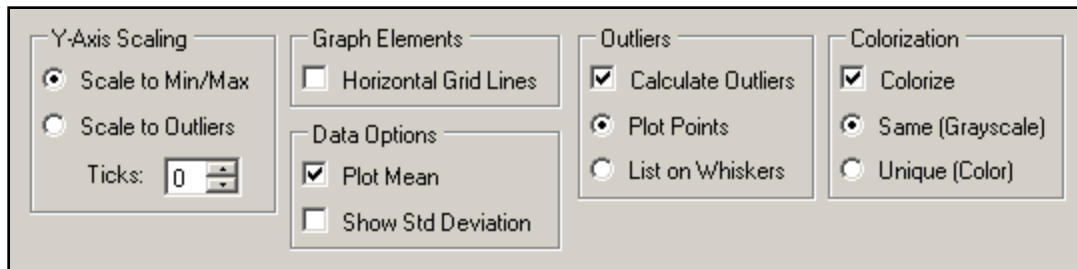 Y-Axis Scaling
Scale to Min/Max
Scale to Outliers
Ticks: 0
Graph Elements
Horizontal Grid Lines
Data Options
Plot Mean
Show Std Deviation
Outliers
Calculate Outliers
Plot Points
List on Whiskers
Colorization
Colorize
Same (Grayscale)
Unique (Color)